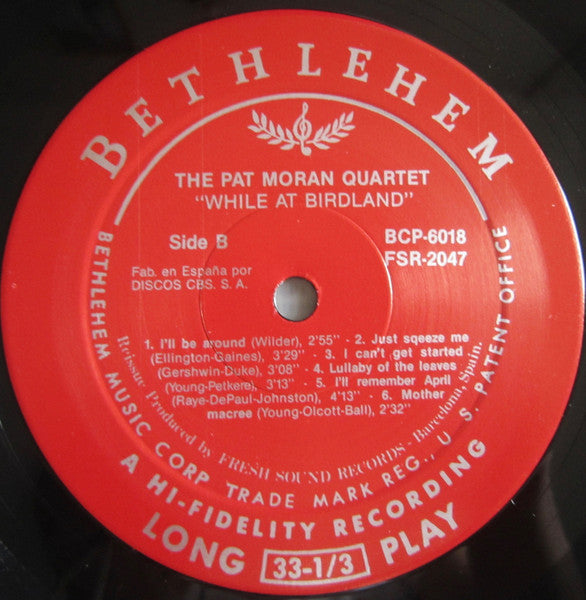 BETHLEHEM
THE PAT MORAN QUARTET
"WHILE AT BIRDLAND"
Side B
BCP-6018
FSR-2047
Fab. en España por
DISCOS CBS. S. A.
1. I'll be around (Wilder), 2'55" - 2. Just sqeeze me
(Ellington-Gaines), 3'29" - 3. I can't get started
(Gershwin-Duke), 3'08" - 4. Lullaby of the leaves
(Young-Petkere), 3'13" - 5. I'll remember April
(Raye-DePaul-Johnston), 4'13" - 6. Mother
macree (Young-Olcott-Ball), 2'32"
Reissue Produced by FRESH SOUND RECORDS - Barcelona, Spain.
BETHLEHEM MUSIC CORP TRADE MARK REG., U. S. PATENT OFFICE
A HI-FIDELITY RECORDING
LONG 33-1/3 PLAY